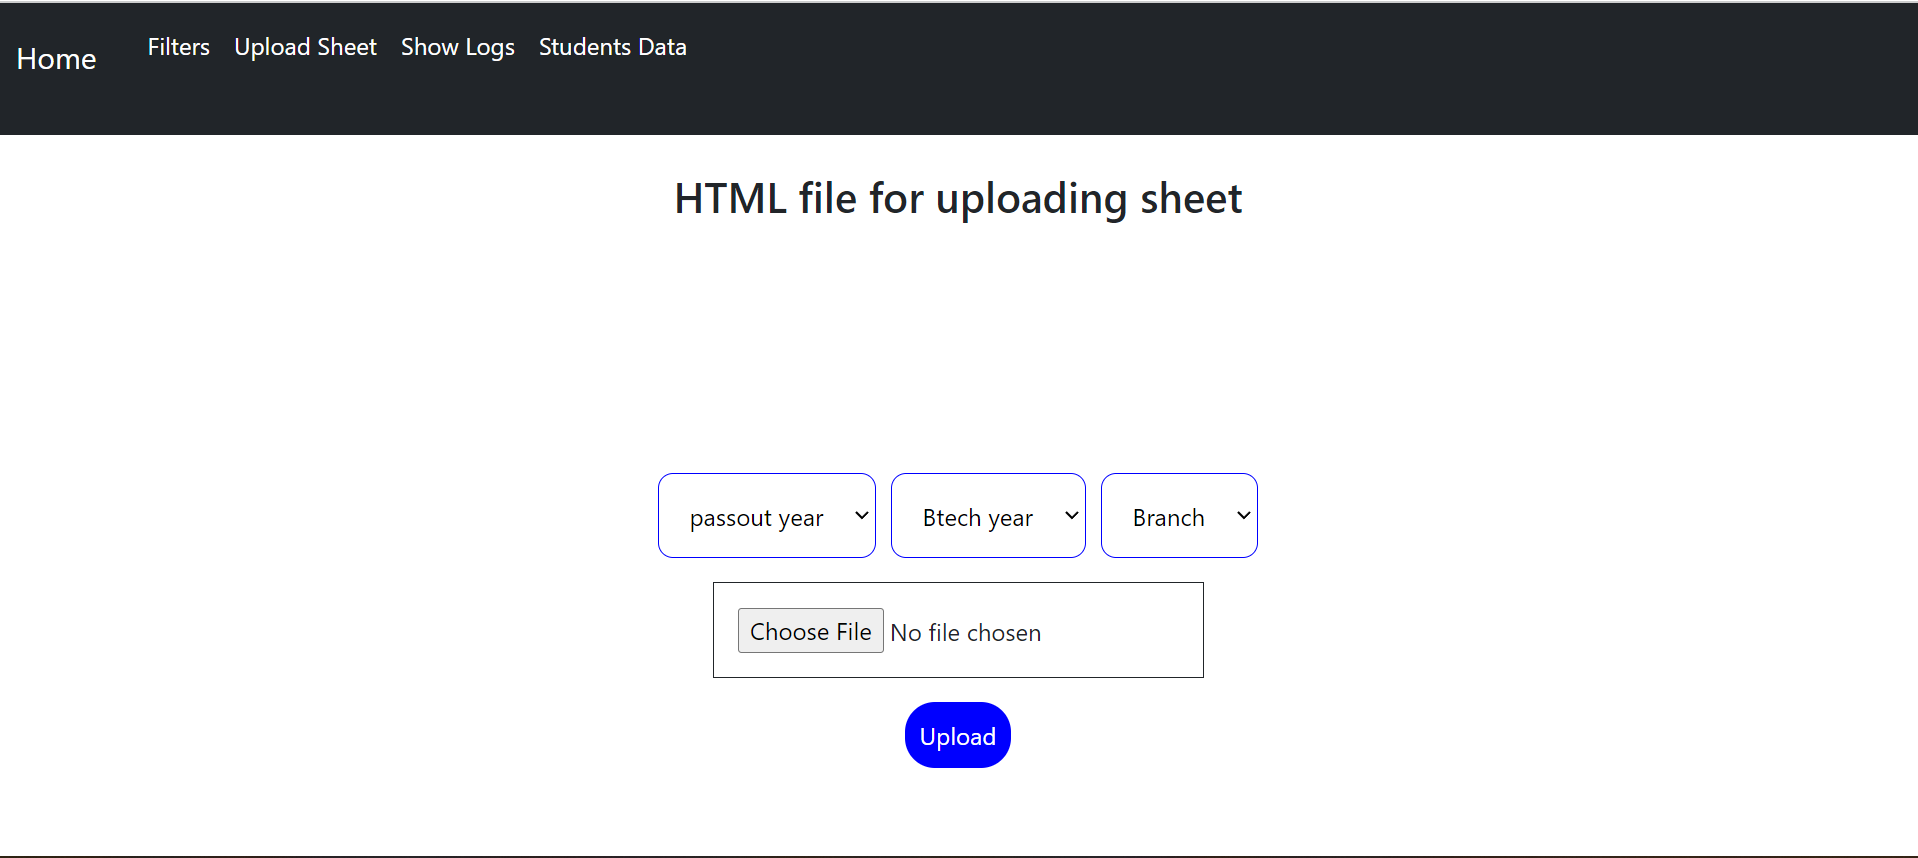 Home Filters Upload Sheet Show Logs Students Data
HTML file for uploading sheet
passout year Btech year Branch
Choose File No file chosen
Upload